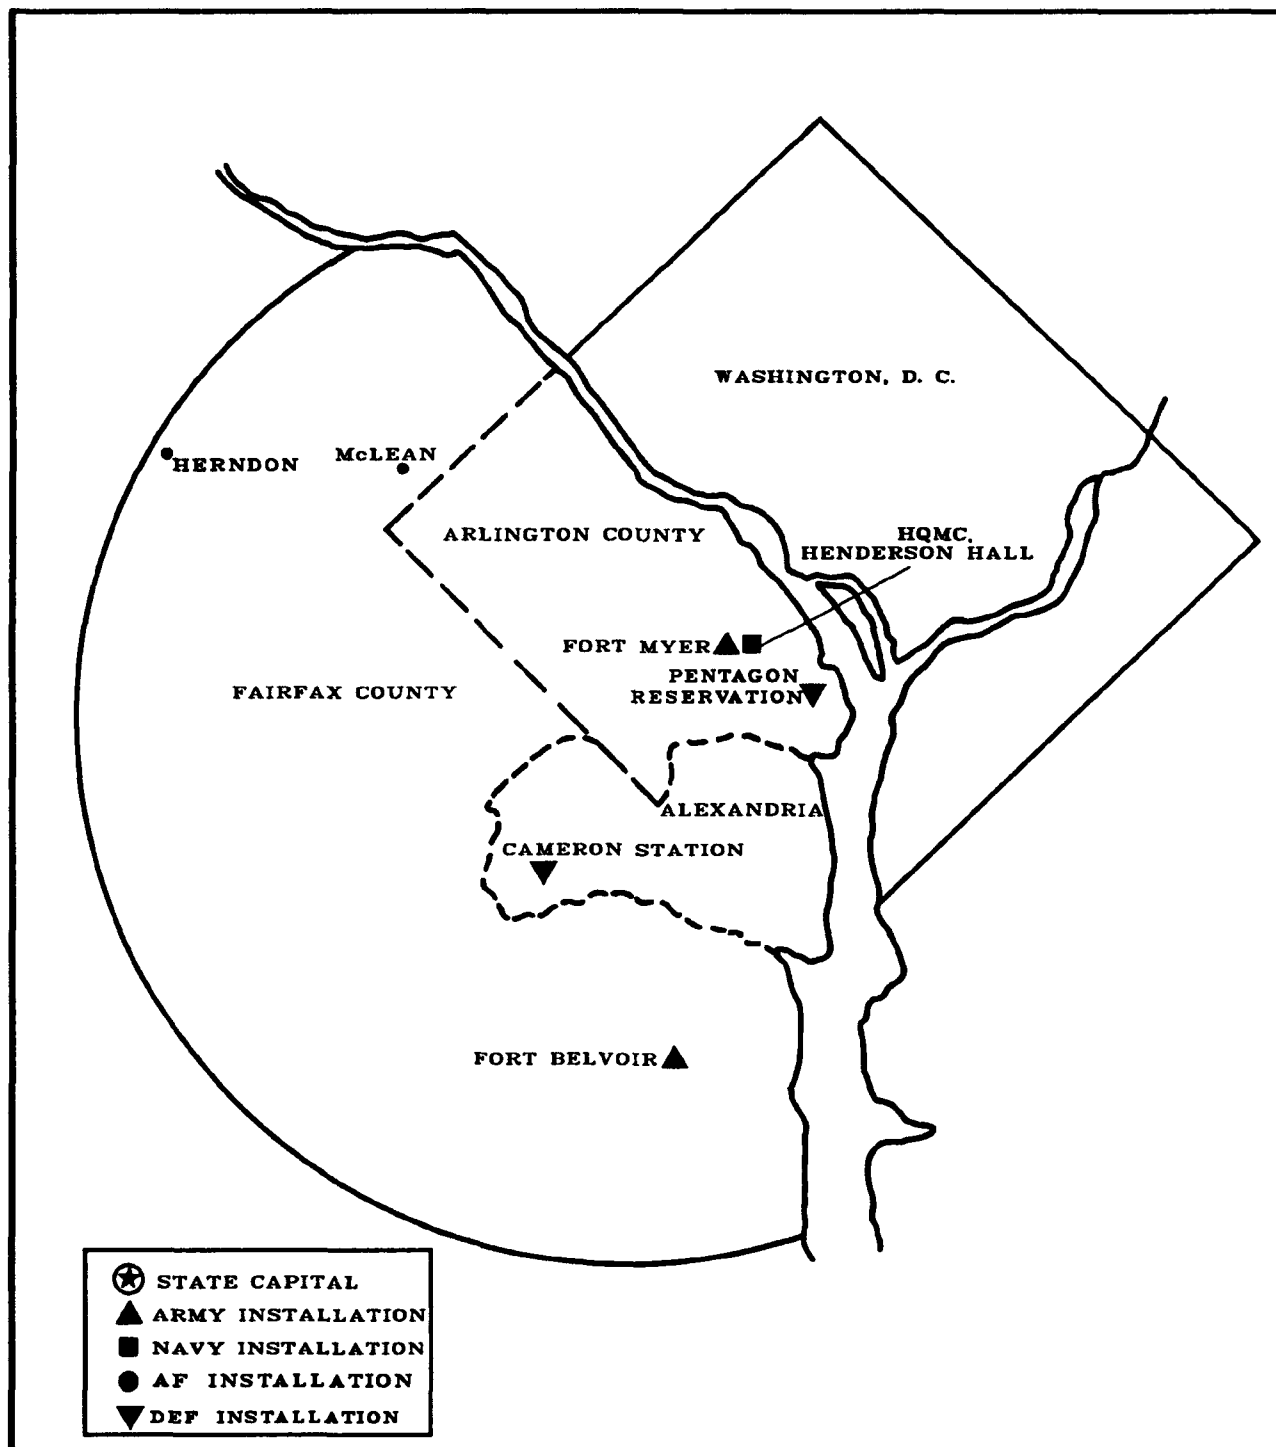 WASHINGTON, D. C.
HERNDON
McLEAN
ARLINGTON COUNTY
HQMC,
HENDERSON HALL
FORT MYER
PENTAGON
RESERVATION
FAIRFAX COUNTY
ALEXANDRIA
CAMERON STATION
FORT BELVOIR
STATE CAPITAL
ARMY INSTALLATION
NAVY INSTALLATION
AF INSTALLATION
DEF INSTALLATION